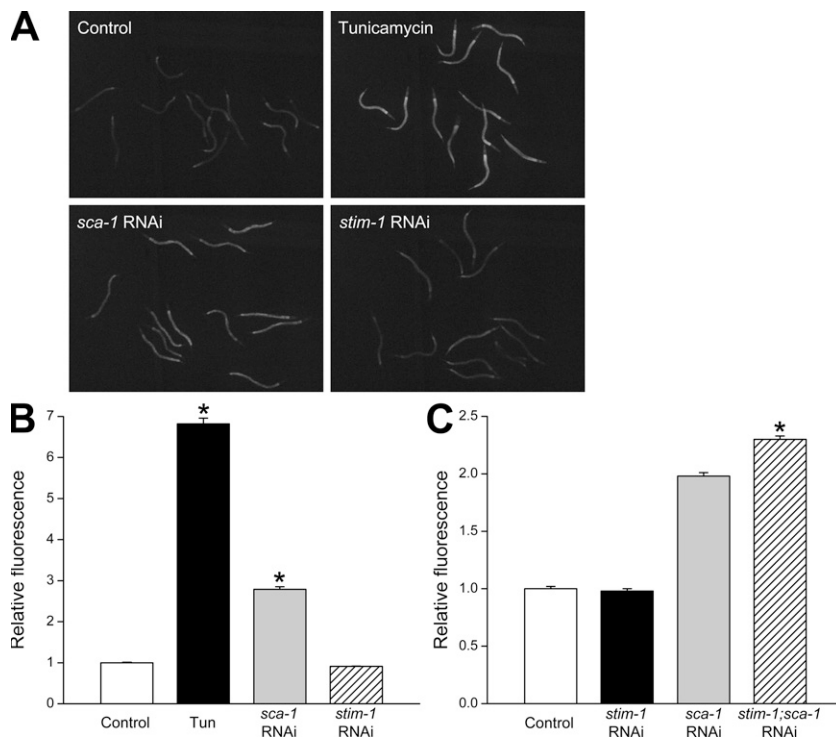 A
Control
Tunicamycin
sca-1 RNAi
stim-1 RNAi
B
Relative fluorescence
7
6
5
4
3
2
1
0
*
*
Control
Tun
sca-1
RNAi
stim-1
RNAi
C
Relative fluorescence
2.5
2.0
1.5
1.0
0.5
0.0
*
Control
stim-1
RNAi
sca-1
RNAi
stim-1;sca-1
RNAi